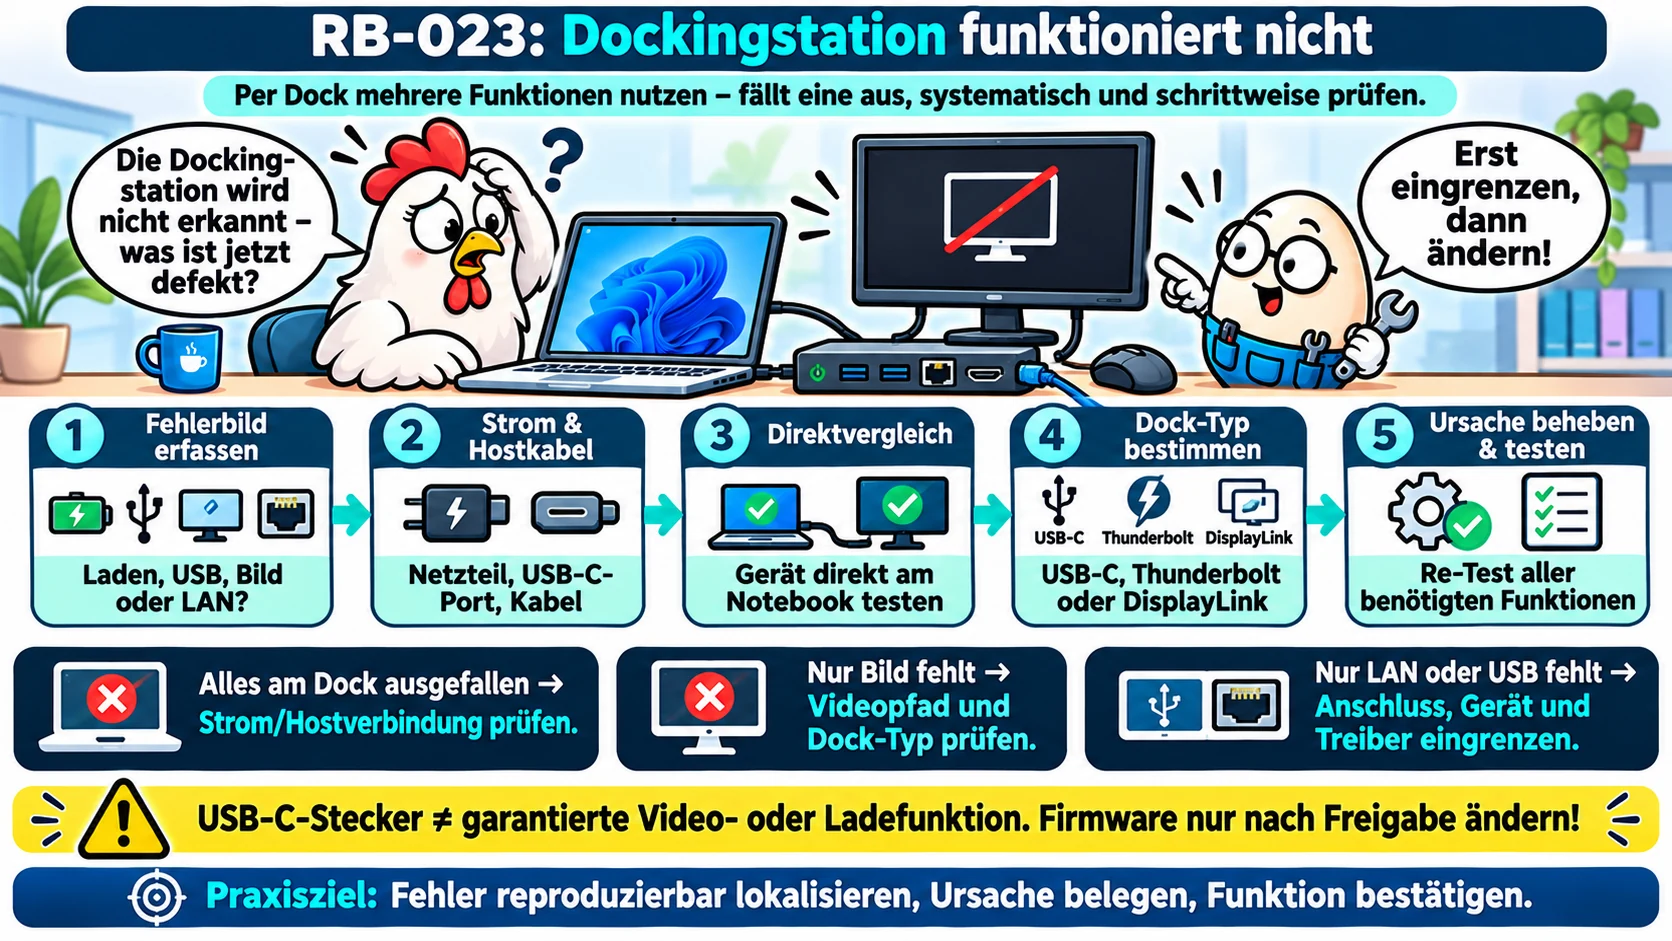 RB-023: Dockingstation funktioniert nicht
Per Dock mehrere Funktionen nutzen – fällt eine aus, systematisch und schrittweise prüfen.
Die Docking-
station wird
nicht erkannt –
was ist jetzt
defekt?
?
Erst
eingrenzen,
dann
ändern!
1
Fehlerbild
erfassen
Laden, USB, Bild
oder LAN?
2
Strom &
Hostkabel
Netzteil, USB-C-
Port, Kabel
3
Direktvergleich
Gerät direkt am
Notebook testen
4
Dock-Typ
bestimmen
USB-C
Thunderbolt
DisplayLink
USB-C, Thunderbolt
oder DisplayLink
5
Ursache beheben
& testen
Re-Test aller
benötigten Funktionen
Alles am Dock ausgefallen →
Strom/Hostverbindung prüfen.
Nur Bild fehlt →
Videopfad und
Dock-Typ prüfen.
Nur LAN oder USB fehlt →
Anschluss, Gerät und
Treiber eingrenzen.
USB-C-Stecker ≠ garantierte Video- oder Ladefunktion. Firmware nur nach Freigabe ändern!
Praxisziel: Fehler reproduzierbar lokalisieren, Ursache belegen, Funktion bestätigen.